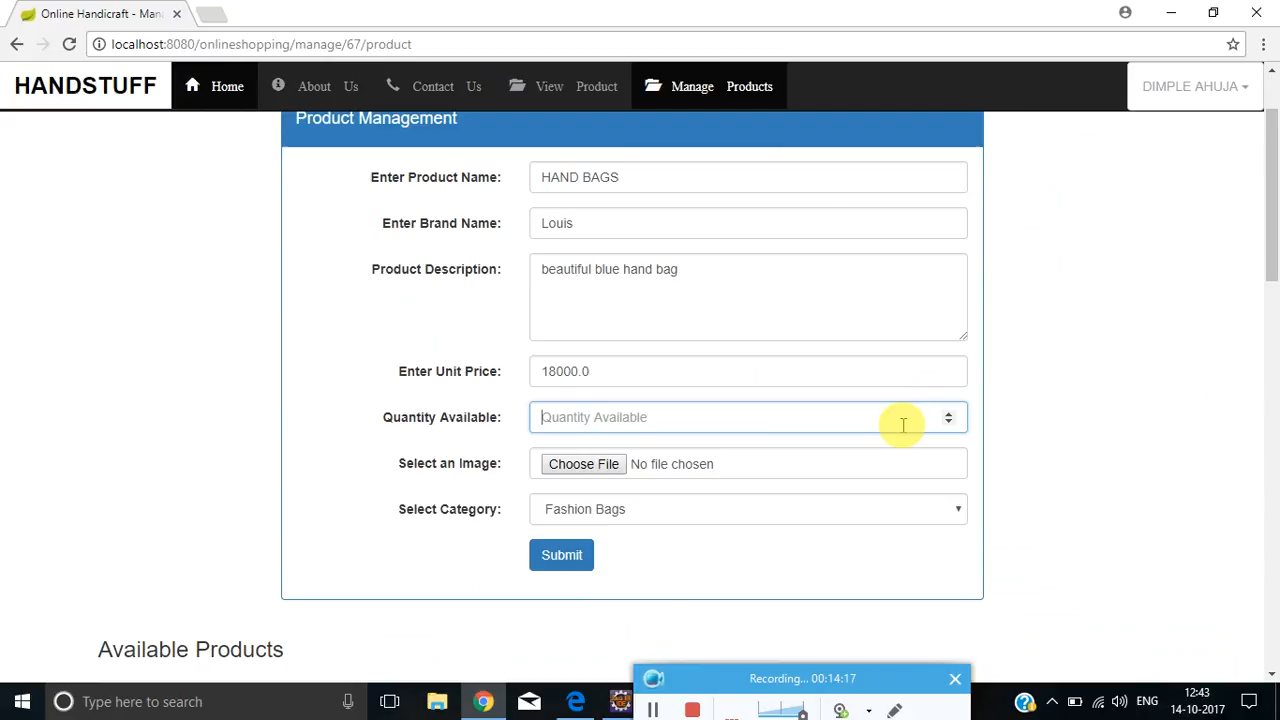 Online Handicraft - Man
localhost:8080/onlineshopping/manage/67/product
HANDSTUFF Home About Us Contact Us View Product Manage Products DIMPLE AHUJA
Product Management
Enter Product Name: HAND BAGS
Enter Brand Name: Louis
Product Description: beautiful blue hand bag
Enter Unit Price: 18000.0
Quantity Available: Quantity Available
Select an Image: Choose File No file chosen
Select Category: Fashion Bags
Submit
Available Products
Recording... 00:14:17
Type here to search
ENG
12:43
14-10-2017